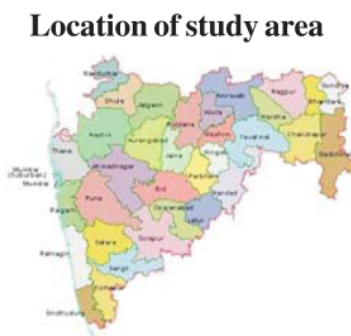 Location of study area
Nandurbar
Dhule
Jalgaon
Buldana
Akola
Amravati
Nagpur
Gondiya
Bhandara
Wardha
Nashik
Aurangabad
Jalna
Washim
Yavatmal
Chandrapur
Gadchiroli
Thane
Hingoli
Mumbai
(Suburban)
Mumbai
Ahmadnagar
Parbhani
Nanded
Raigarh
Pune
Bid
Osmanabad
Latur
Satara
Solapur
Ratnagiri
Sangli
Kolhapur
Sindhudurg